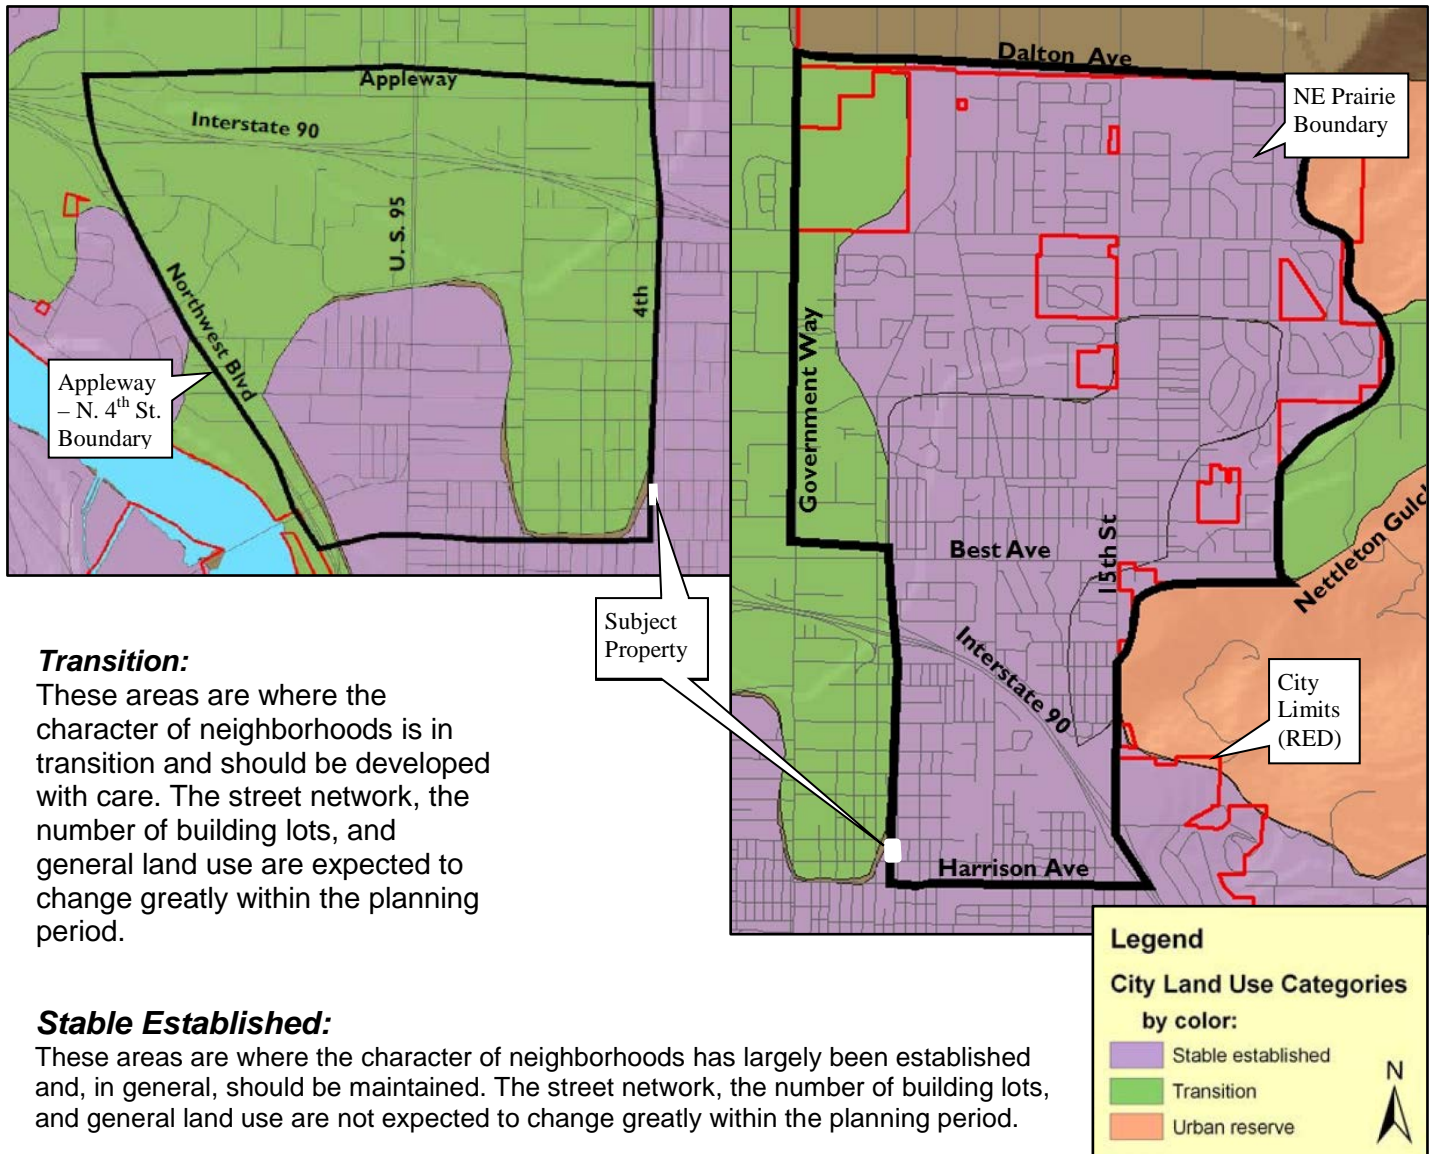 Appleway
Interstate 90
U. S. 95
4th
Northwest Blvd
Appleway
– N. 4th St.
Boundary
Dalton Ave
NE Prairie
Boundary
Government Way
15th St
Best Ave
Nettleton Gulch
Interstate 90
City
Limits
(RED)
Harrison Ave
Subject
Property
Transition:
These areas are where the
character of neighborhoods is in
transition and should be developed
with care. The street network, the
number of building lots, and
general land use are expected to
change greatly within the planning
period.
Stable Established:
These areas are where the character of neighborhoods has largely been established
and, in general, should be maintained. The street network, the number of building lots,
and general land use are not expected to change greatly within the planning period.
Legend
City Land Use Categories
by color:
Stable established
Transition
Urban reserve
N